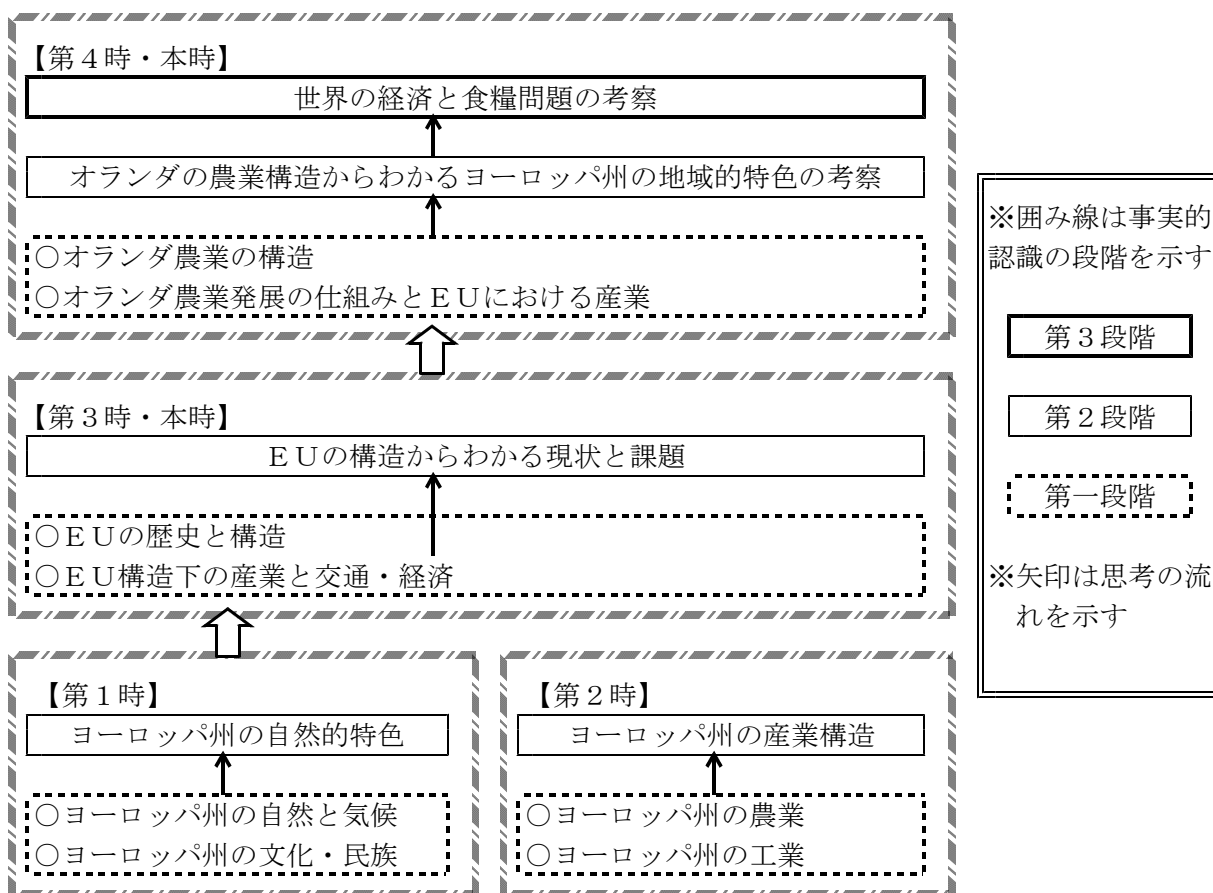 【第４時・本時】
世界の経済と食糧問題の考察
オランダの農業構造からわかるヨーロッパ州の地域的特色の考察
○オランダ農業の構造
○オランダ農業発展の仕組みとＥＵにおける産業
【第３時・本時】
ＥＵの構造からわかる現状と課題
○ＥＵの歴史と構造
○ＥＵ構造下の産業と交通・経済
【第１時】
ヨーロッパ州の自然的特色
○ヨーロッパ州の自然と気候
○ヨーロッパ州の文化・民族
【第２時】
ヨーロッパ州の産業構造
○ヨーロッパ州の農業
○ヨーロッパ州の工業
※囲み線は事実的
認識の段階を示す
第３段階
第２段階
第一段階
※矢印は思考の流
れを示す